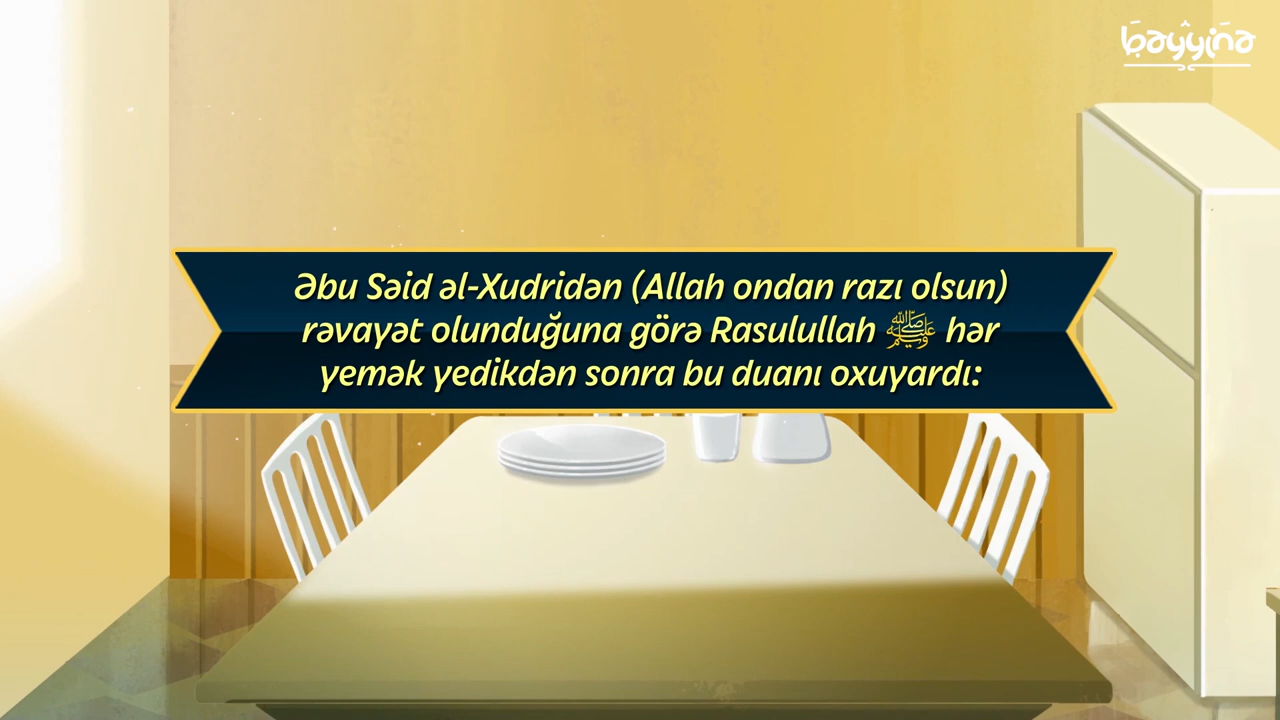 bayyina
Əbu Səid əl-Xudridən (Allah ondan razı olsun)
rəvayət olunduğuna görə Rasulullah ﷺ hər
yemək yedikdən sonra bu duanı oxuyardı: